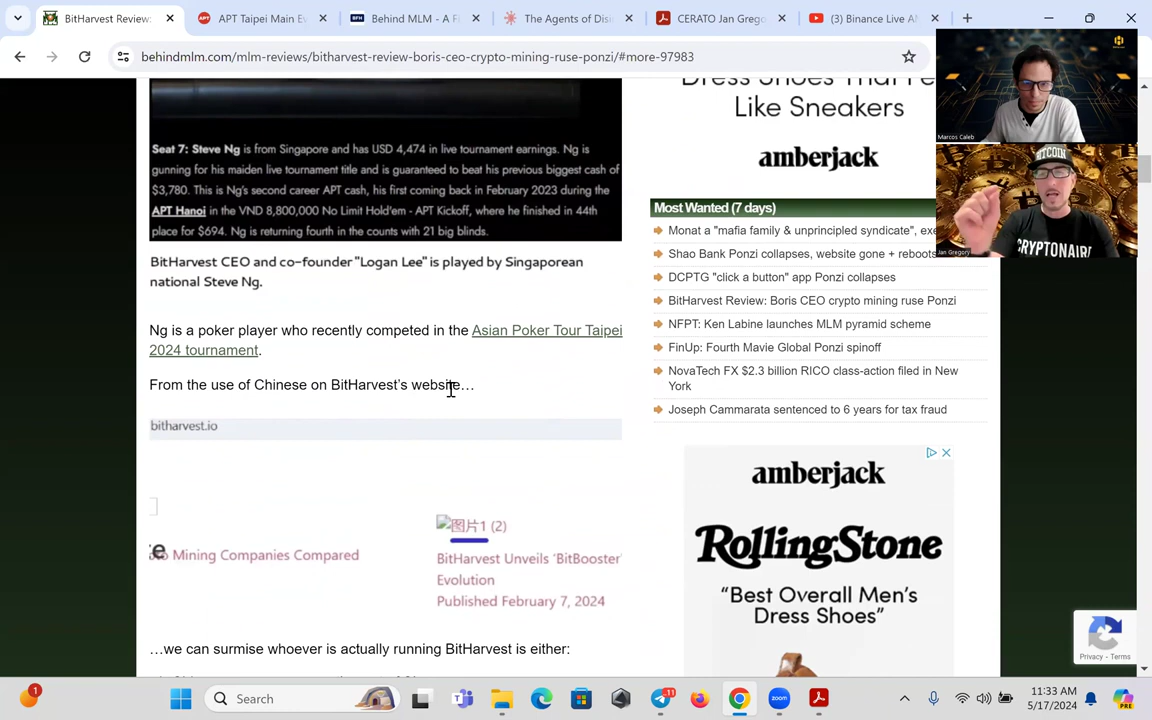 BitHarvest Review:
APT Taipei Main Ev
Behind MLM - A F
The Agents of Disi
CERATO Jan Grego
(3) Binance Live A
behindmlm.com/mlm-reviews/bitharvest-review-boris-ceo-crypto-mining-ruse-ponzi/#more-97983
Seat 7: Steve Ng is from Singapore and has USD 4,474 in live tournament earnings. Ng is
gunning for his maiden live tournament title and is guaranteed to beat his previous biggest cash of
$3,780. This is Ng's second career APT cash, his first coming back in February 2023 during the
APT Hanoi in the VND 8,800,000 No Limit Hold'em - APT Kickoff, where he finished in 44th
place for $694. Ng is returning fourth in the counts with 21 big blinds.
BitHarvest CEO and co-founder "Logan Lee" is played by Singaporean
national Steve Ng.
Ng is a poker player who recently competed in the Asian Poker Tour Taipei
2024 tournament.
From the use of Chinese on BitHarvest's website…
bitharvest.io
e
o Mining Companies Compared
图片1 (2)
BitHarvest Unveils 'BitBooster'
Evolution
Published February 7, 2024
…we can surmise whoever is actually running BitHarvest is either:
Dress Shoes That Fe
Like Sneakers
amberjack
Most Wanted (7 days)
Monat a "mafia family & unprincipled syndicate", exe
Shao Bank Ponzi collapses, website gone + reboots
DCPTG "click a button" app Ponzi collapses
BitHarvest Review: Boris CEO crypto mining ruse Ponzi
NFPT: Ken Labine launches MLM pyramid scheme
FinUp: Fourth Mavie Global Ponzi spinoff
NovaTech FX $2.3 billion RICO class-action filed in New
York
Joseph Cammarata sentenced to 6 years for tax fraud
amberjack
RollingStone
"Best Overall Men's
Dress Shoes"
Marcos Caleb
BITCOIN
CRYPTONAIRE
Jan Gregory
Privacy - Terms
1
Search
11
zoom
11:33 AM
5/17/2024
PRE